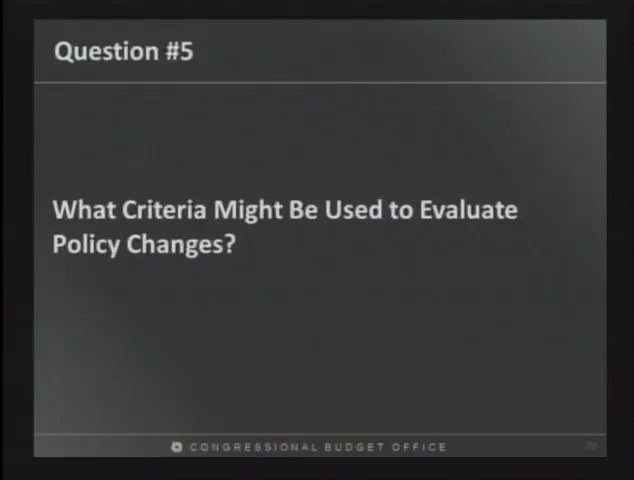 Question #5
What Criteria Might Be Used to Evaluate
Policy Changes?
CONGRESSIONAL BUDGET OFFICE